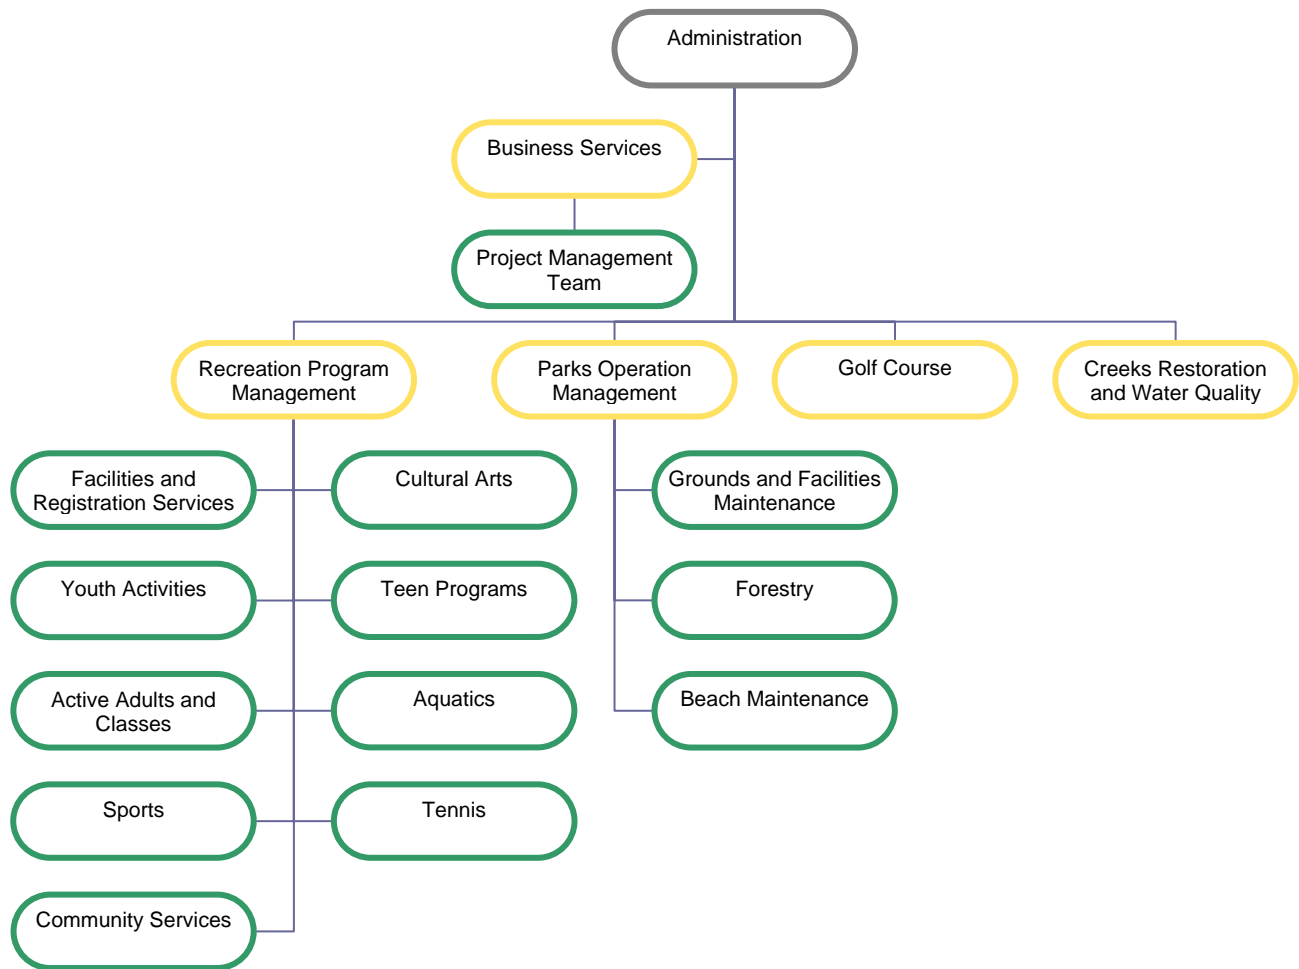 Administration
Business Services
Project Management
Team
Recreation Program
Management
Parks Operation
Management
Golf Course
Creeks Restoration
and Water Quality
Facilities and
Registration Services
Cultural Arts
Grounds and Facilities
Maintenance
Youth Activities
Teen Programs
Forestry
Active Adults and
Classes
Aquatics
Beach Maintenance
Sports
Tennis
Community Services